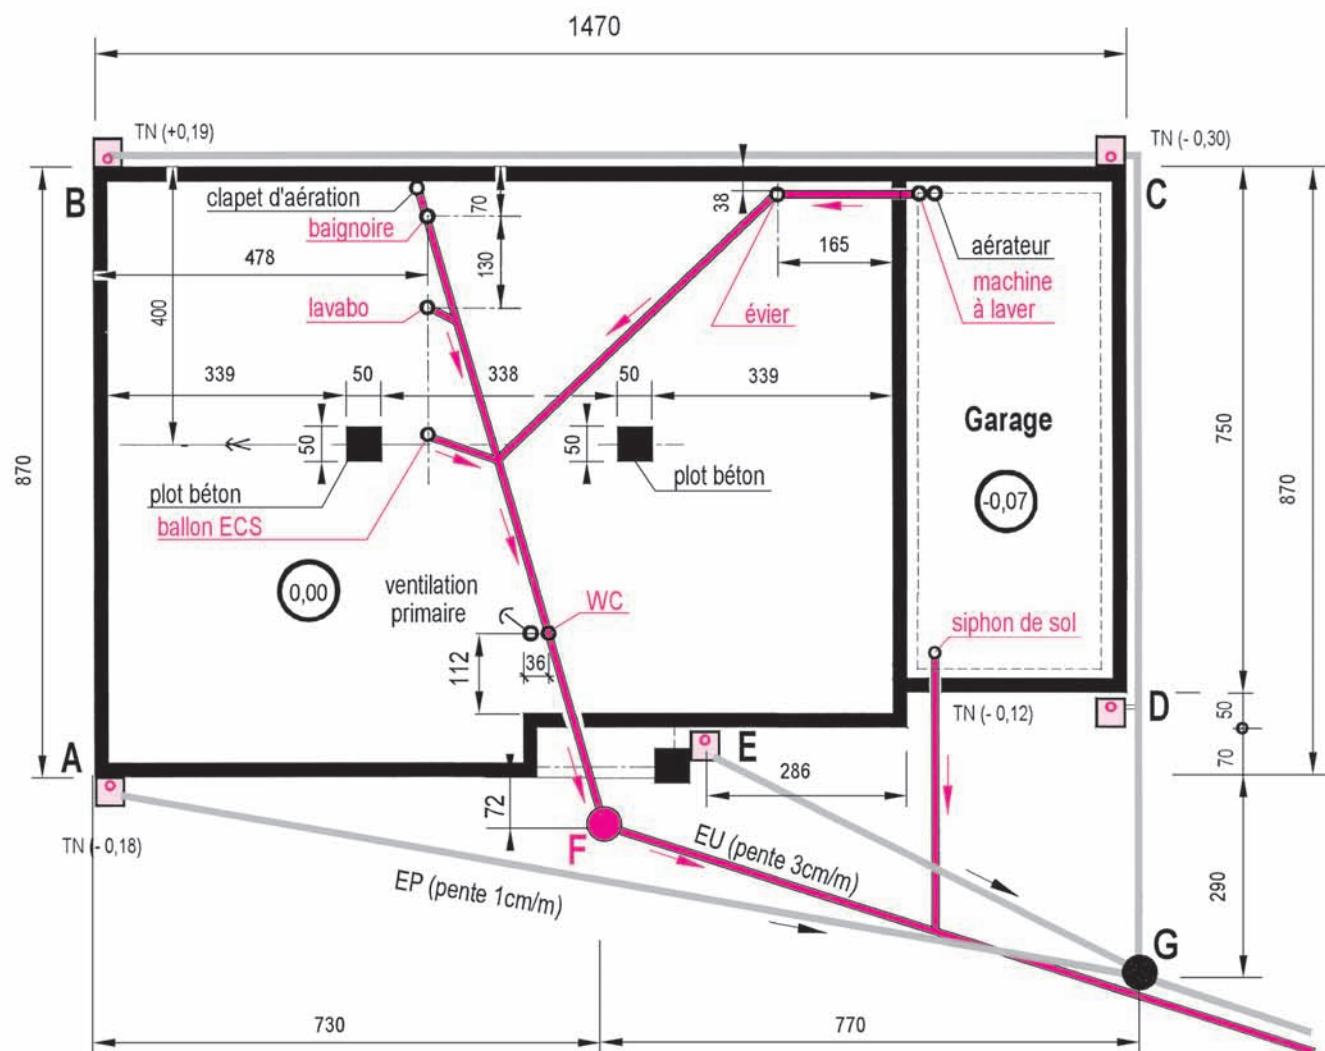 1470
TN (+0,19)
TN (- 0,30)
B
C
clapet d'aération
70
38
baignoire
165
aérateur
478
130
machine
à laver
400
lavabo
évier
339
50
338
50
339
50
50
Garage
750
870
870
plot béton
plot béton
ballon ECS
-0,07
0,00
ventilation
primaire
WC
siphon de sol
112
36
TN (- 0,12)
D
50
A
E
70
286
72
TN (- 0,18)
F
EU (pente 3cm/m)
EP (pente 1cm/m)
290
G
730
770